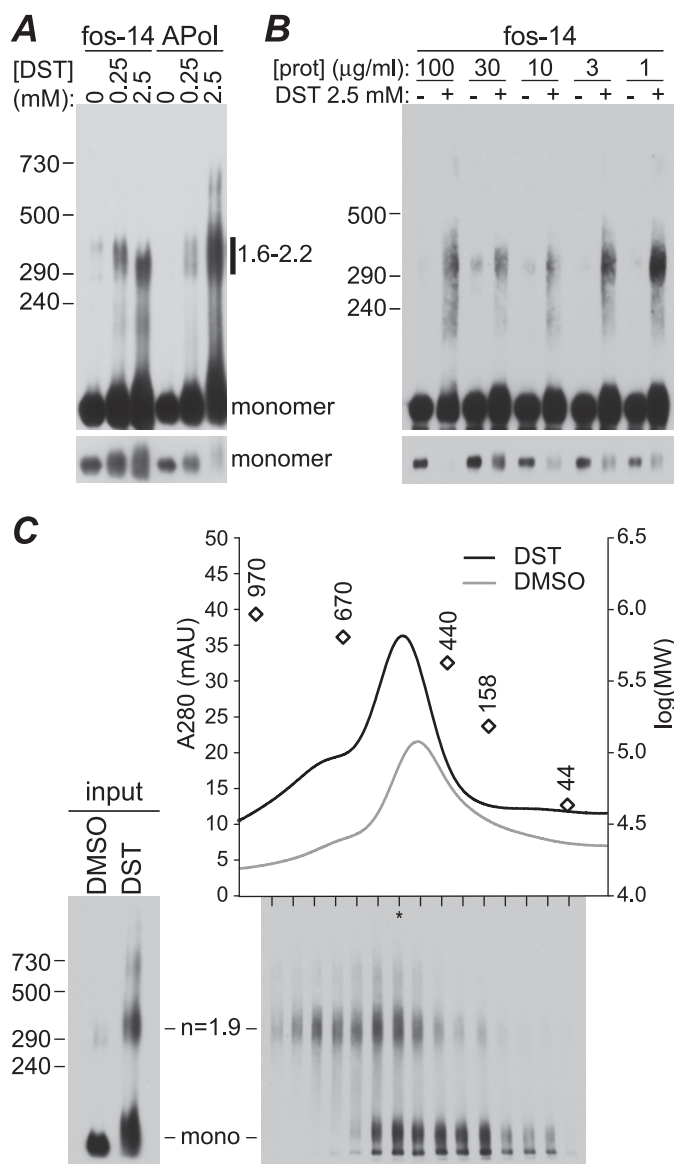 A
fos-14 APol
[DST] (mM): 0 0.25 2.5 0 0.25 2.5
730
500
290
240
1.6-2.2
monomer
monomer
B
fos-14
[prot] (μg/ml): 100 30 10 3 1
DST 2.5 mM: - + - + - + - + - +
500
290
240
C
50
45
40
35
30
25
20
15
10
5
0
A280 (mAU)
970
670
440
158
44
DST
DMSO
6.5
6.0
5.5
5.0
4.5
4.0
log(MW)
input
DMSO
DST
730
500
290
240
n=1.9
mono
*